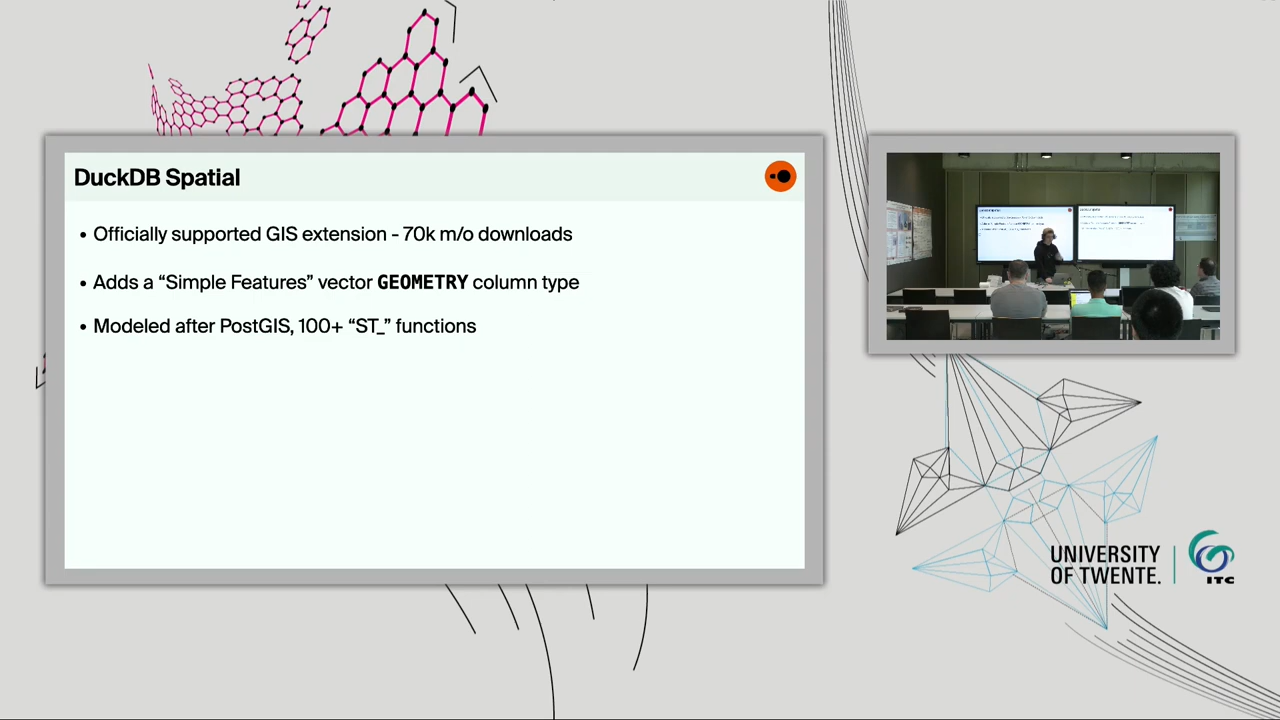 DuckDB Spatial
• Officially supported GIS extension - 70k m/o downloads
• Adds a “Simple Features” vector GEOMETRY column type
• Modeled after PostGIS, 100+ “ST_” functions
UNIVERSITY
OF TWENTE.
ITC